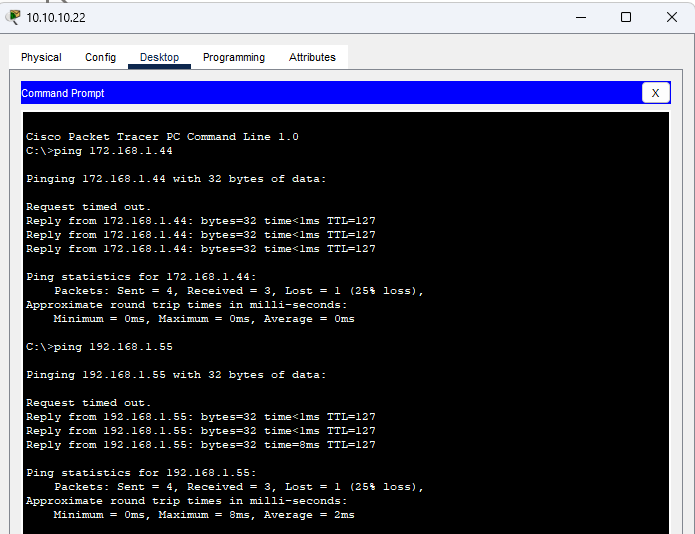 10.10.10.22
Physical Config Desktop Programming Attributes
Command Prompt X
Cisco Packet Tracer PC Command Line 1.0
C:\>ping 172.168.1.44
Pinging 172.168.1.44 with 32 bytes of data:
Request timed out.
Reply from 172.168.1.44: bytes=32 time<1ms TTL=127
Reply from 172.168.1.44: bytes=32 time<1ms TTL=127
Reply from 172.168.1.44: bytes=32 time<1ms TTL=127
Ping statistics for 172.168.1.44:
Packets: Sent = 4, Received = 3, Lost = 1 (25% loss),
Approximate round trip times in milli-seconds:
Minimum = 0ms, Maximum = 0ms, Average = 0ms
C:\>ping 192.168.1.55
Pinging 192.168.1.55 with 32 bytes of data:
Request timed out.
Reply from 192.168.1.55: bytes=32 time<1ms TTL=127
Reply from 192.168.1.55: bytes=32 time<1ms TTL=127
Reply from 192.168.1.55: bytes=32 time=8ms TTL=127
Ping statistics for 192.168.1.55:
Packets: Sent = 4, Received = 3, Lost = 1 (25% loss),
Approximate round trip times in milli-seconds:
Minimum = 0ms, Maximum = 8ms, Average = 2ms